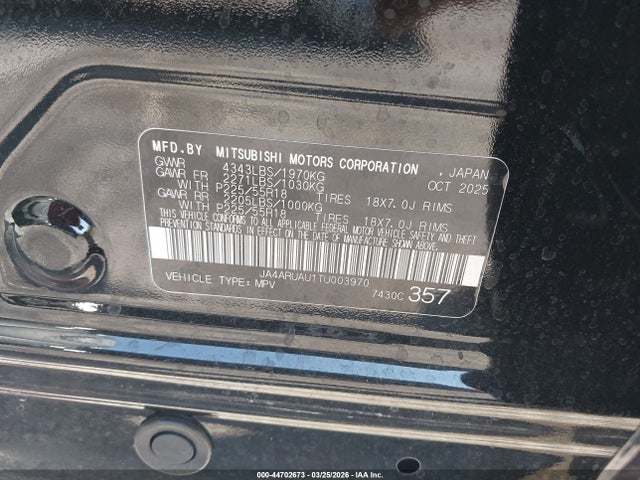 MFD.BY MITSUBISHI MOTORS CORPORATION , JAPAN
GVWR 4343LBS/1970KG OCT 2025
GAWR FR 2271LBS/1030KG
WITH P225/55R18 TIRES 18X7.0J RIMS
GAWR RR 2205LBS/1000KG
WITH P225/55R18 TIRES 18X7.0J RIMS
THIS VEHICLE CONFORMS TO ALL APPLICABLE FEDERAL MOTOR VEHICLE SAFETY AND THEFT
PREVENTION STANDARDS IN EFFECT ON THE DATE OF MANUFACTURE SHOWN ABOVE.
JA4ARUAU1TU003970
VEHICLE TYPE: MPV 7430C 357
000-44702673 - 03/25/2026 - IAA Inc.